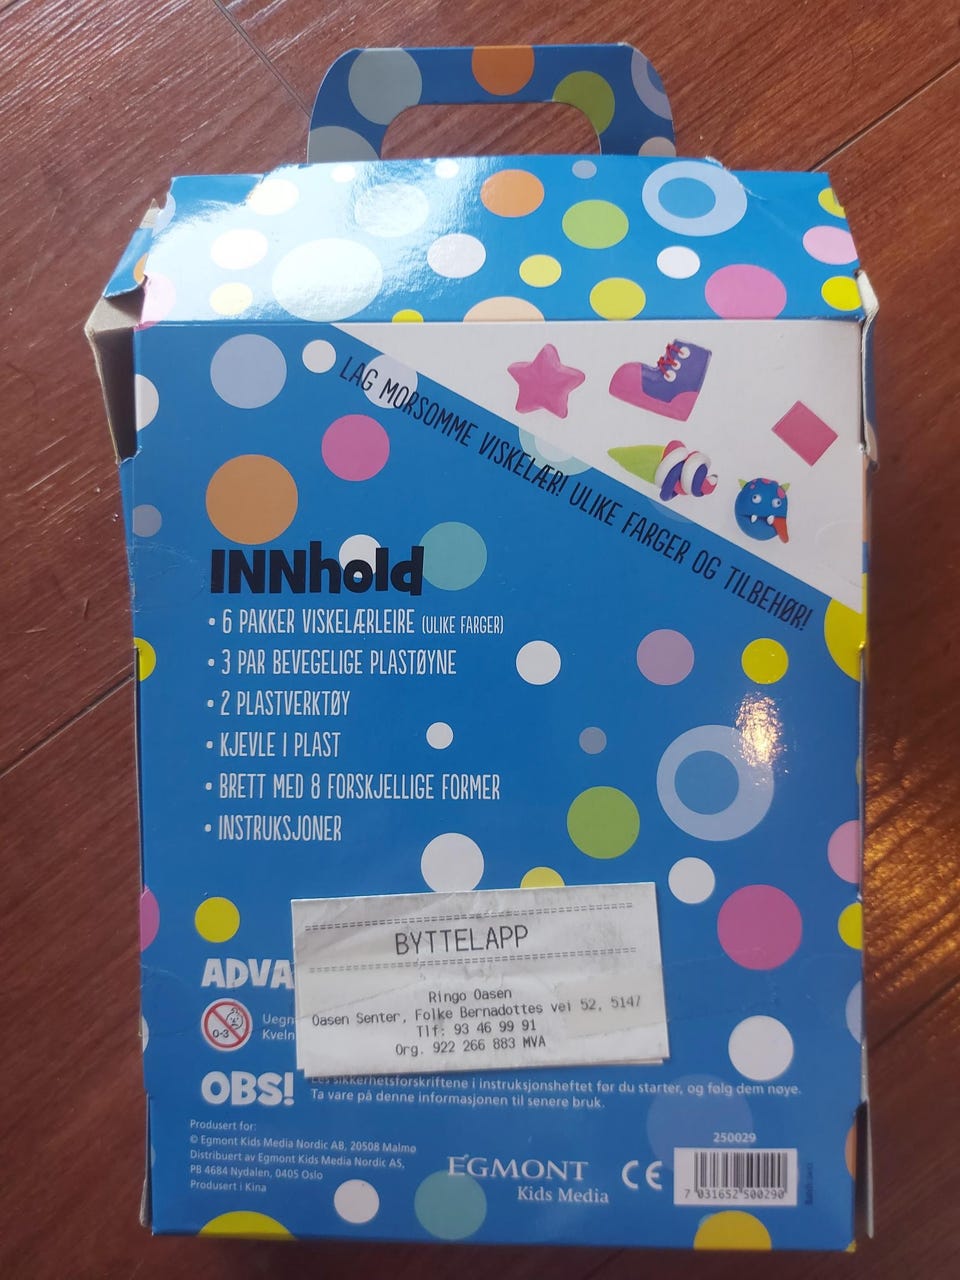 LAG MORSOMME VISKELÆR! ULIKE FARGER OG TILBEHØR!
INNhold
• 6 PAKKER VISKELÆRLEIRE (ULIKE FARGER)
• 3 PAR BEVEGELIGE PLASTØYNE
• 2 PLASTVERKTØY
• KJEVLE I PLAST
• BRETT MED 8 FORSKJELLIGE FORMER
• INSTRUKSJONER
BYTTELAPP
Ringo Oasen
Oasen Senter, Folke Bernadottes vei 52, 5147
Tlf: 93 46 99 91
Org. 922 266 883 MVA
ADVA
0-3
Uegn
Kveln
OBS!
Les sikkerhetsforskriftene i instruksjonsheftet før du starter, og følg dem nøye.
Ta vare på denne informasjonen til senere bruk.
Produsert for:
© Egmont Kids Media Nordic AB, 20508 Malmø
Distribuert av Egmont Kids Media Nordic AS,
PB 4684 Nydalen, 0405 Oslo
Produsert i Kina
EGMONT
Kids Media
CE
250029
7 031652 500290